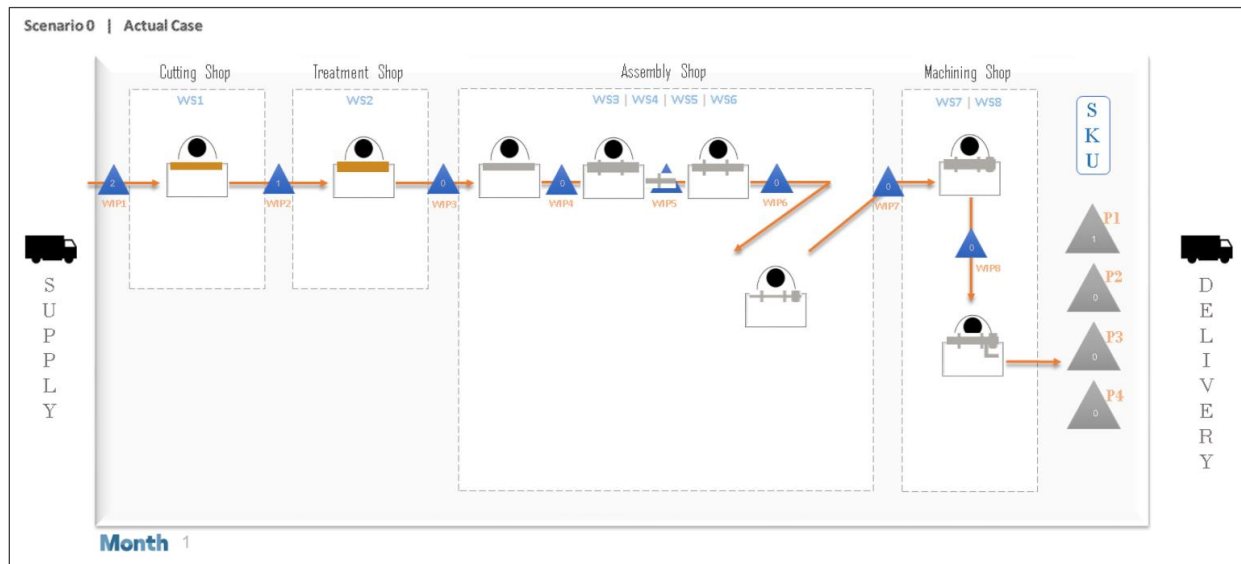 Scenario 0 | Actual Case
Cutting Shop
Treatment Shop
Assembly Shop
Machining Shop
WS1
WS2
WS3 | WS4 | WS5 | WS6
WS7 | WS8
S
K
U
2
WIP1
1
WIP2
0
WIP3
0
WIP4
WIP5
0
WIP6
0
WIP7
0
WIP8
P1
1
P2
0
P3
0
P4
0
S
U
P
P
L
Y
D
E
L
I
V
E
R
Y
Month 1